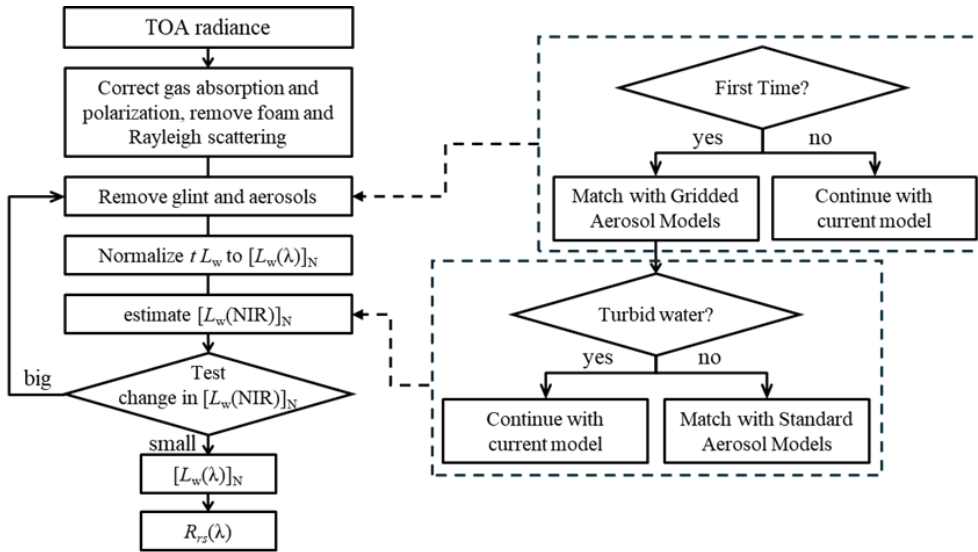 TOA radiance
Correct gas absorption and
polarization, remove foam and
Rayleigh scattering
Remove glint and aerosols
Normalize t Lw to [Lw(λ)]N
estimate [Lw(NIR)]N
Test
change in [Lw(NIR)]N
big
small
[Lw(λ)]N
Rrs(λ)
First Time?
yes
no
Match with Gridded
Aerosol Models
Continue with
current model
Turbid water?
yes
no
Continue with
current model
Match with Standard
Aerosol Models